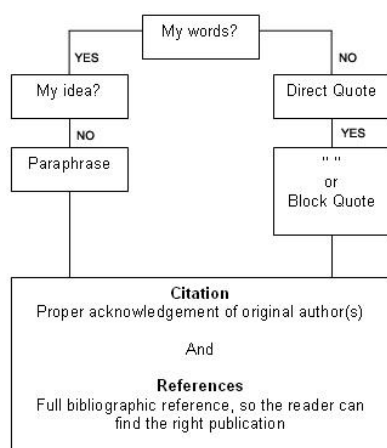 My words?
YES
NO
My idea?
Direct Quote
NO
YES
Paraphrase
" "
or
Block Quote
Citation
Proper acknowledgement of original author(s)
And
References
Full bibliographic reference, so the reader can
find the right publication